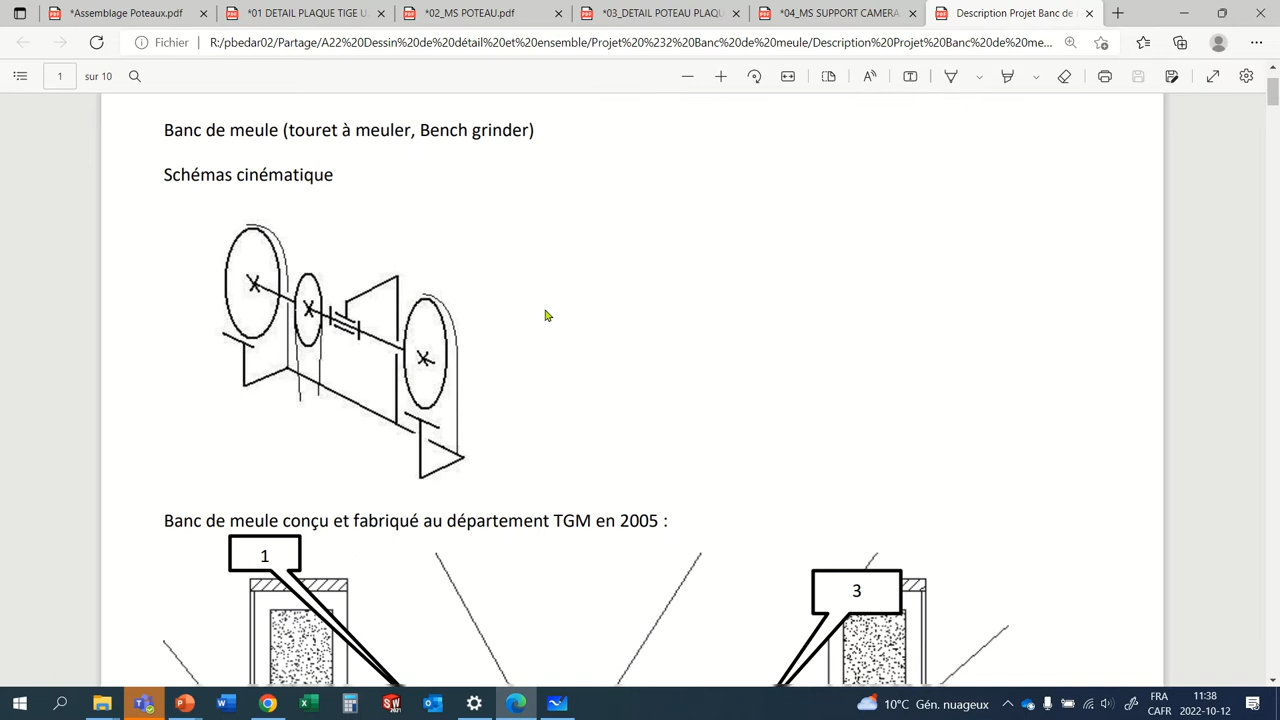 *Assemblage Poteaux.pdf
*01 DETAIL PLAQUE TIGE U
*02_MS POTEAU.pdf
*03_DETAIL POTEAU PLAQU
*04_MS SUPPORT CAMERA.
Description Projet Banc de
Fichier
R:/pbedar02/Partage/A22%20Dessin%20de%20détail%20et%20ensemble/Projet%20%232%20Banc%20de%20meule/Description%20Projet%20Banc%20de%20me...
1
sur 10
Banc de meule (touret à meuler, Bench grinder)
Schémas cinématique
Banc de meule conçu et fabriqué au département TGM en 2005 :
1
3
10°C Gén. nuageux
FRA
CAFR
11:38
2022-10-12